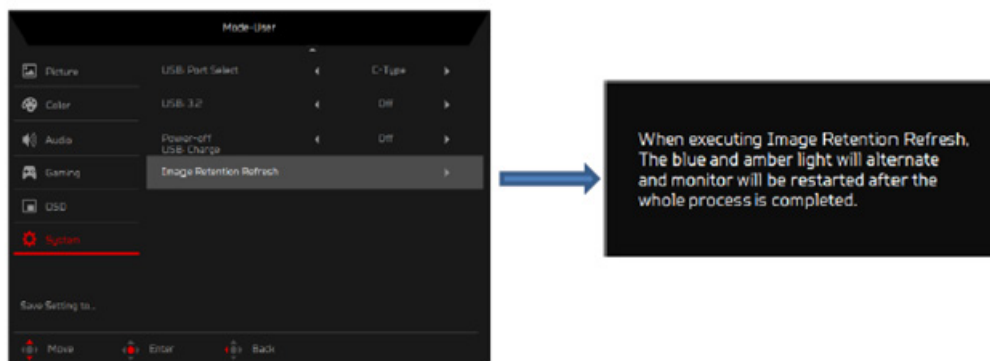 Mode-User
Picture
USB Port Select
C-Type
Color
USB 3.2
Off
Audio
Power-off
USB Charge
Off
Gaming
Image Retention Refresh
OSD
System
Save Setting to...
Move
Enter
Back
When executing Image Retention Refresh,
The blue and amber light will alternate
and monitor will be restarted after the
whole process is completed.